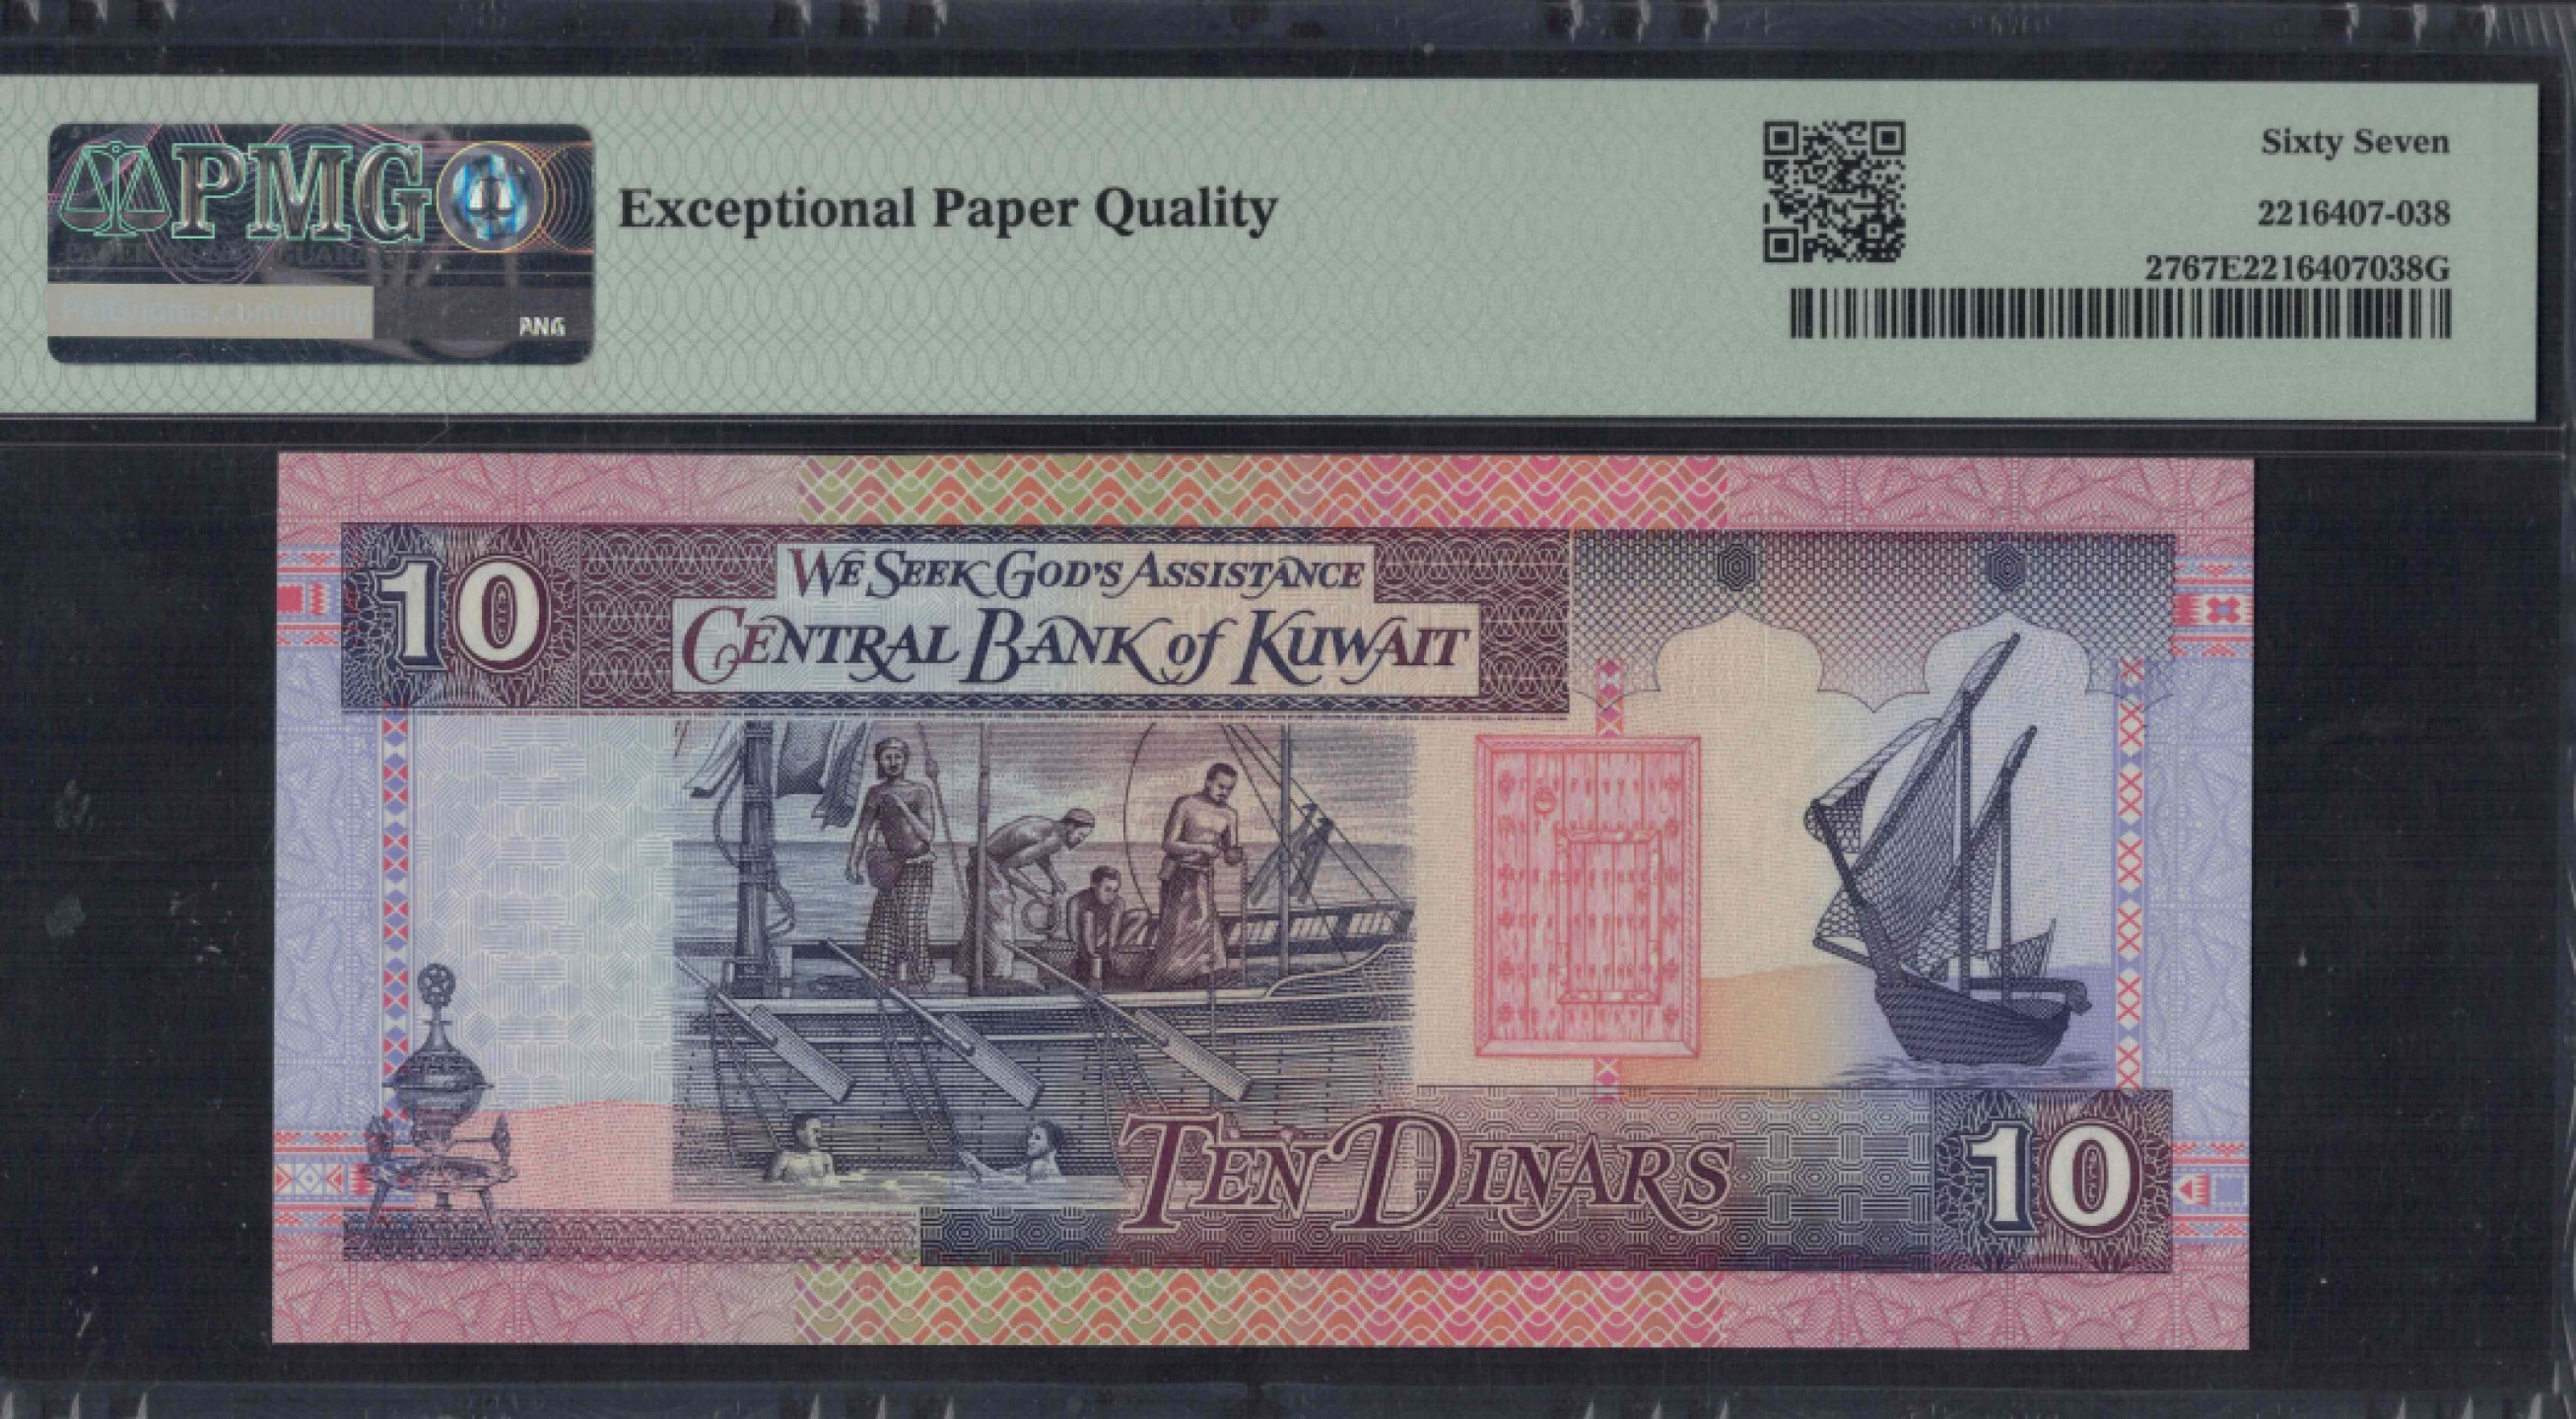 PMG
PNG
Exceptional Paper Quality
Sixty Seven
2216407-038
2767E2216407038G
10
WE SEEK GOD'S ASSISTANCE
CENTRAL BANK of KUWAIT
TEN DINARS
10